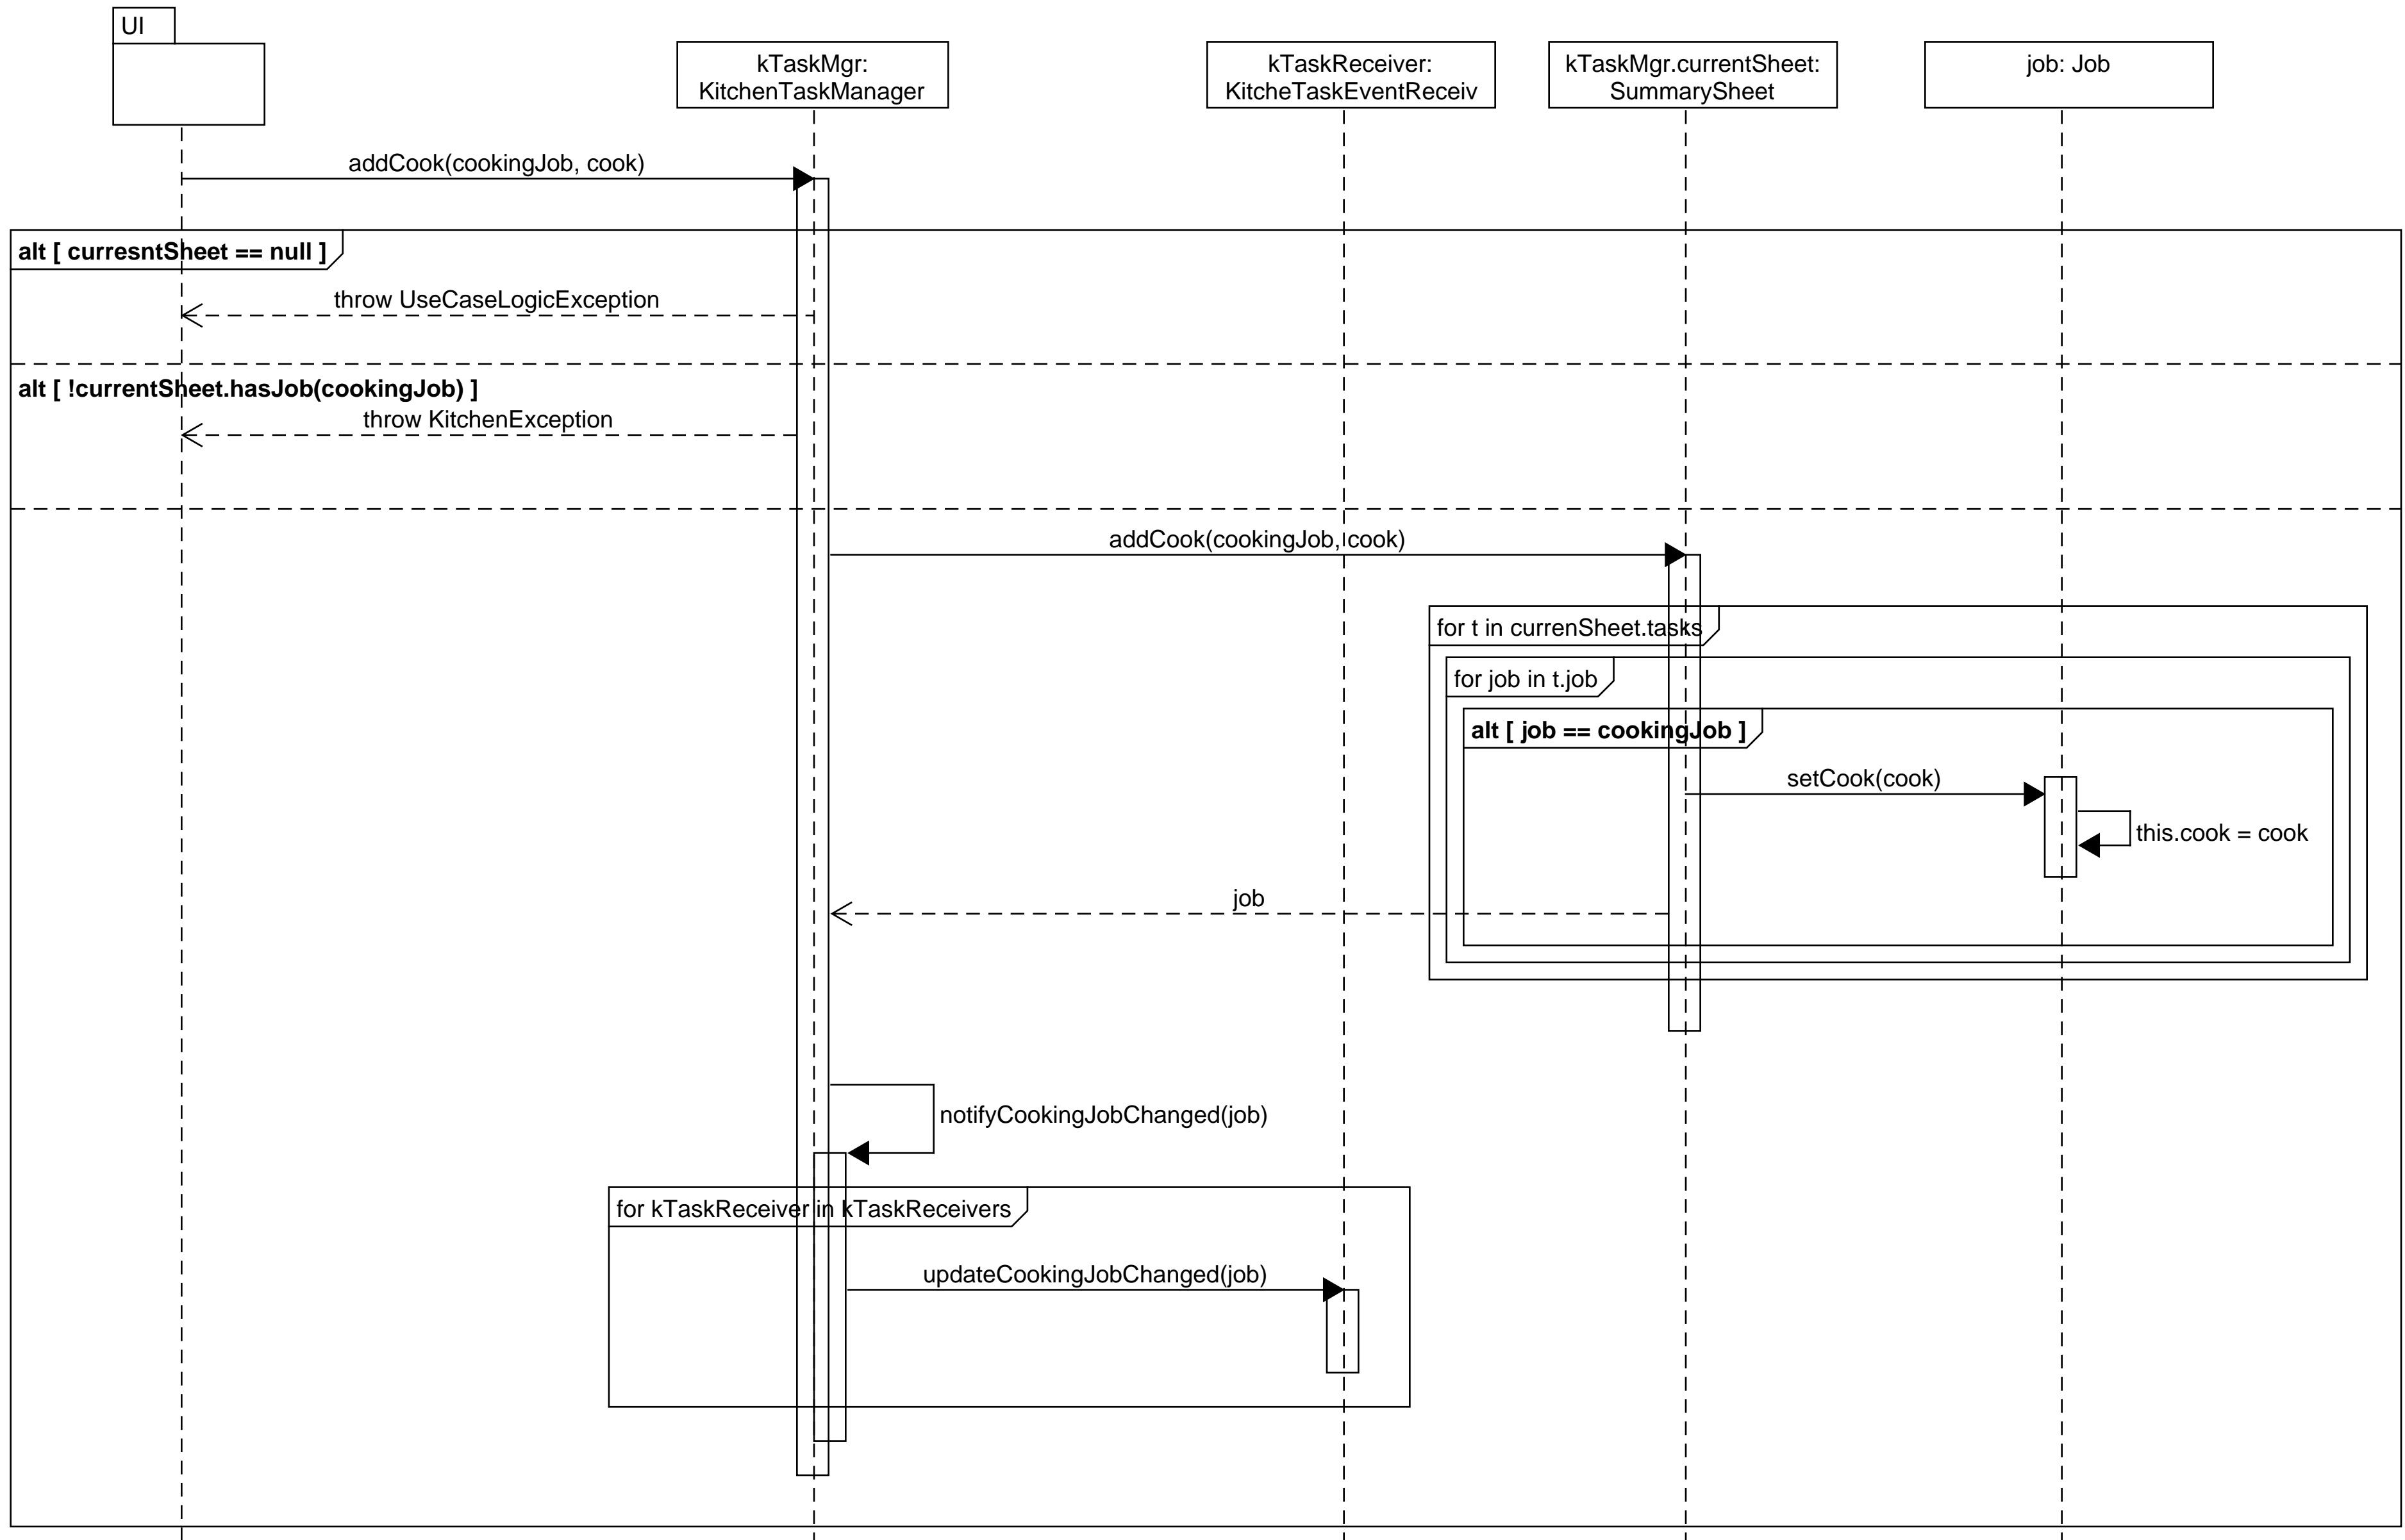 UI
kTaskMgr:
KitchenTaskManager
kTaskReceiver:
KitcheTaskEventReceiv
kTaskMgr.currentSheet:
SummarySheet
job: Job
addCook(cookingJob, cook)
alt [ curresntSheet == null ]
throw UseCaseLogicException
alt [ !currentSheet.hasJob(cookingJob) ]
throw KitchenException
addCook(cookingJob, cook)
for t in currenSheet.tasks
for job in t.job
alt [ job == cookingJob ]
setCook(cook)
this.cook = cook
job
notifyCookingJobChanged(job)
for kTaskReceiver in kTaskReceivers
updateCookingJobChanged(job)